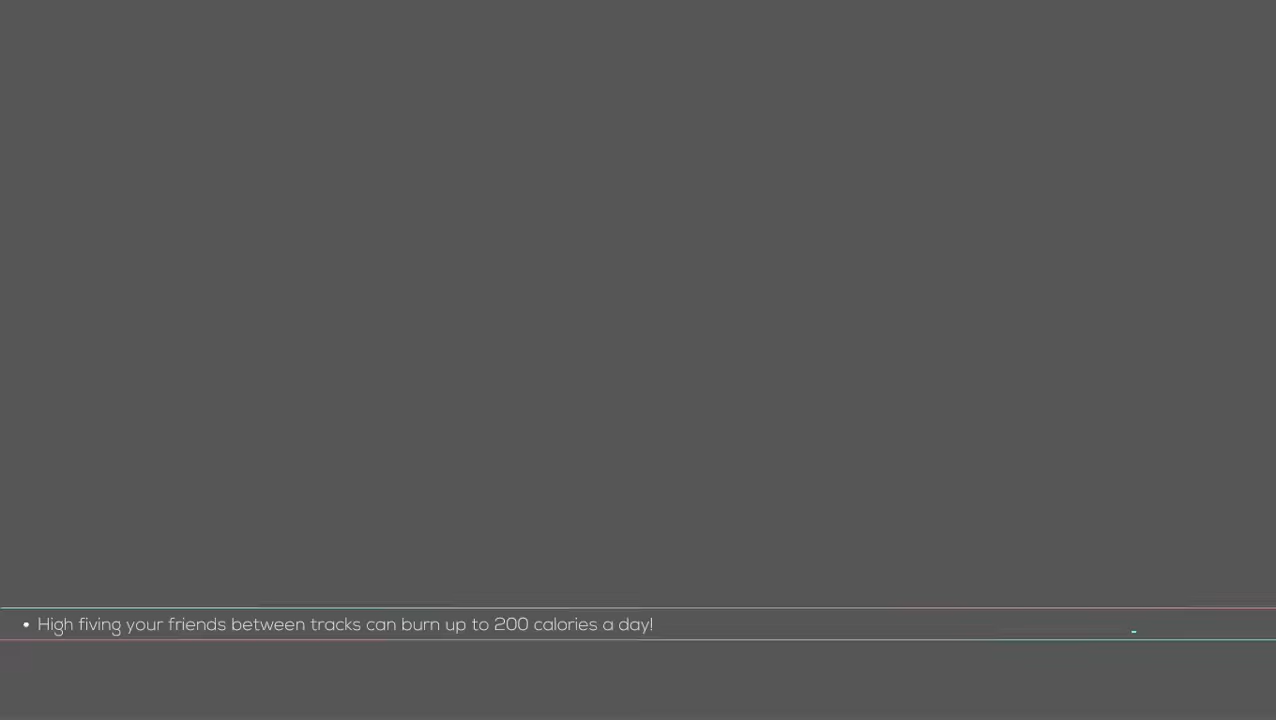 • High fiving your friends between tracks can burn up to 200 calories a day!